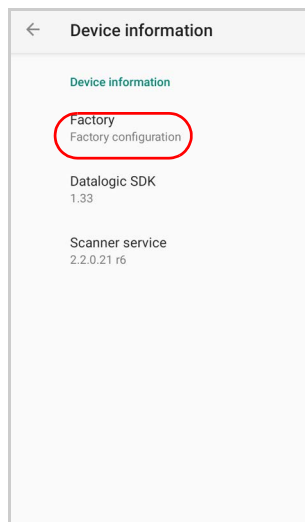 Device information
Device information
Factory
Factory configuration
Datalogic SDK
1.33
Scanner service
2.2.0.21 r6